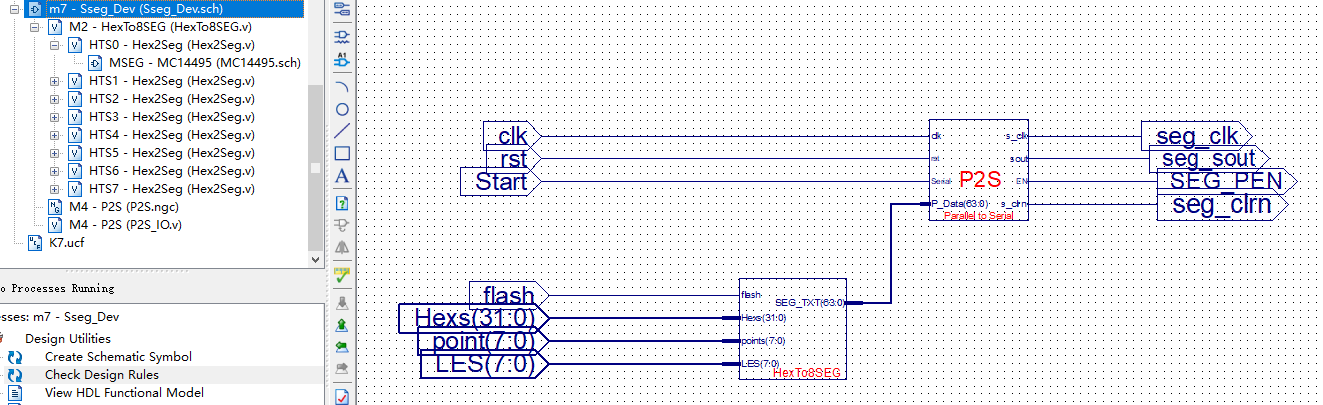 m7 - Sseg_Dev (Sseg_Dev.sch)
M2 - HexTo8SEG (HexTo8SEG.v)
HTS0 - Hex2Seg (Hex2Seg.v)
MSEG - MC14495 (MC14495.sch)
HTS1 - Hex2Seg (Hex2Seg.v)
HTS2 - Hex2Seg (Hex2Seg.v)
HTS3 - Hex2Seg (Hex2Seg.v)
HTS4 - Hex2Seg (Hex2Seg.v)
HTS5 - Hex2Seg (Hex2Seg.v)
HTS6 - Hex2Seg (Hex2Seg.v)
HTS7 - Hex2Seg (Hex2Seg.v)
M4 - P2S (P2S.ngc)
M4 - P2S (P2S_IO.v)
K7.ucf
o Processes Running
esses: m7 - Sseg_Dev
Design Utilities
Create Schematic Symbol
Check Design Rules
View HDL Functional Model
A1
A
clk
rst
Start
clk
rst
Serial
P_Data(63:0)
P2S
Parallel to Serial
s_clk
sout
EN
s_clrn
seg_clk
seg_sout
SEG_PEN
seg_clrn
flash
Hexs(31:0)
point(7:0)
LES(7:0)
flash
Hexs(31:0)
points(7:0)
LES(7:0)
SEG_TXT(63:0)
HexTo8SEG